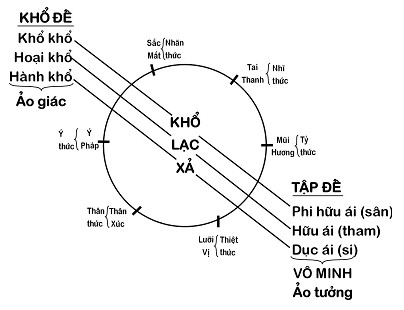 KHỔ ĐỀ
Khổ khổ
Hoại khổ
Hành khổ
Ảo giác
Sắc Nhãn
Mắt thức
Tai Nhĩ
Thanh thức
Ý Ý
thức Pháp
KHỔ
LẠC
XẢ
Mũi Tỷ
Hương thức
Thân Thân
thức Xúc
Lưỡi Thiệt
Vị thức
TẬP ĐỀ
Phi hữu ái (sân)
Hữu ái (tham)
Dục ái (si)
VÔ MINH
Ảo tưởng